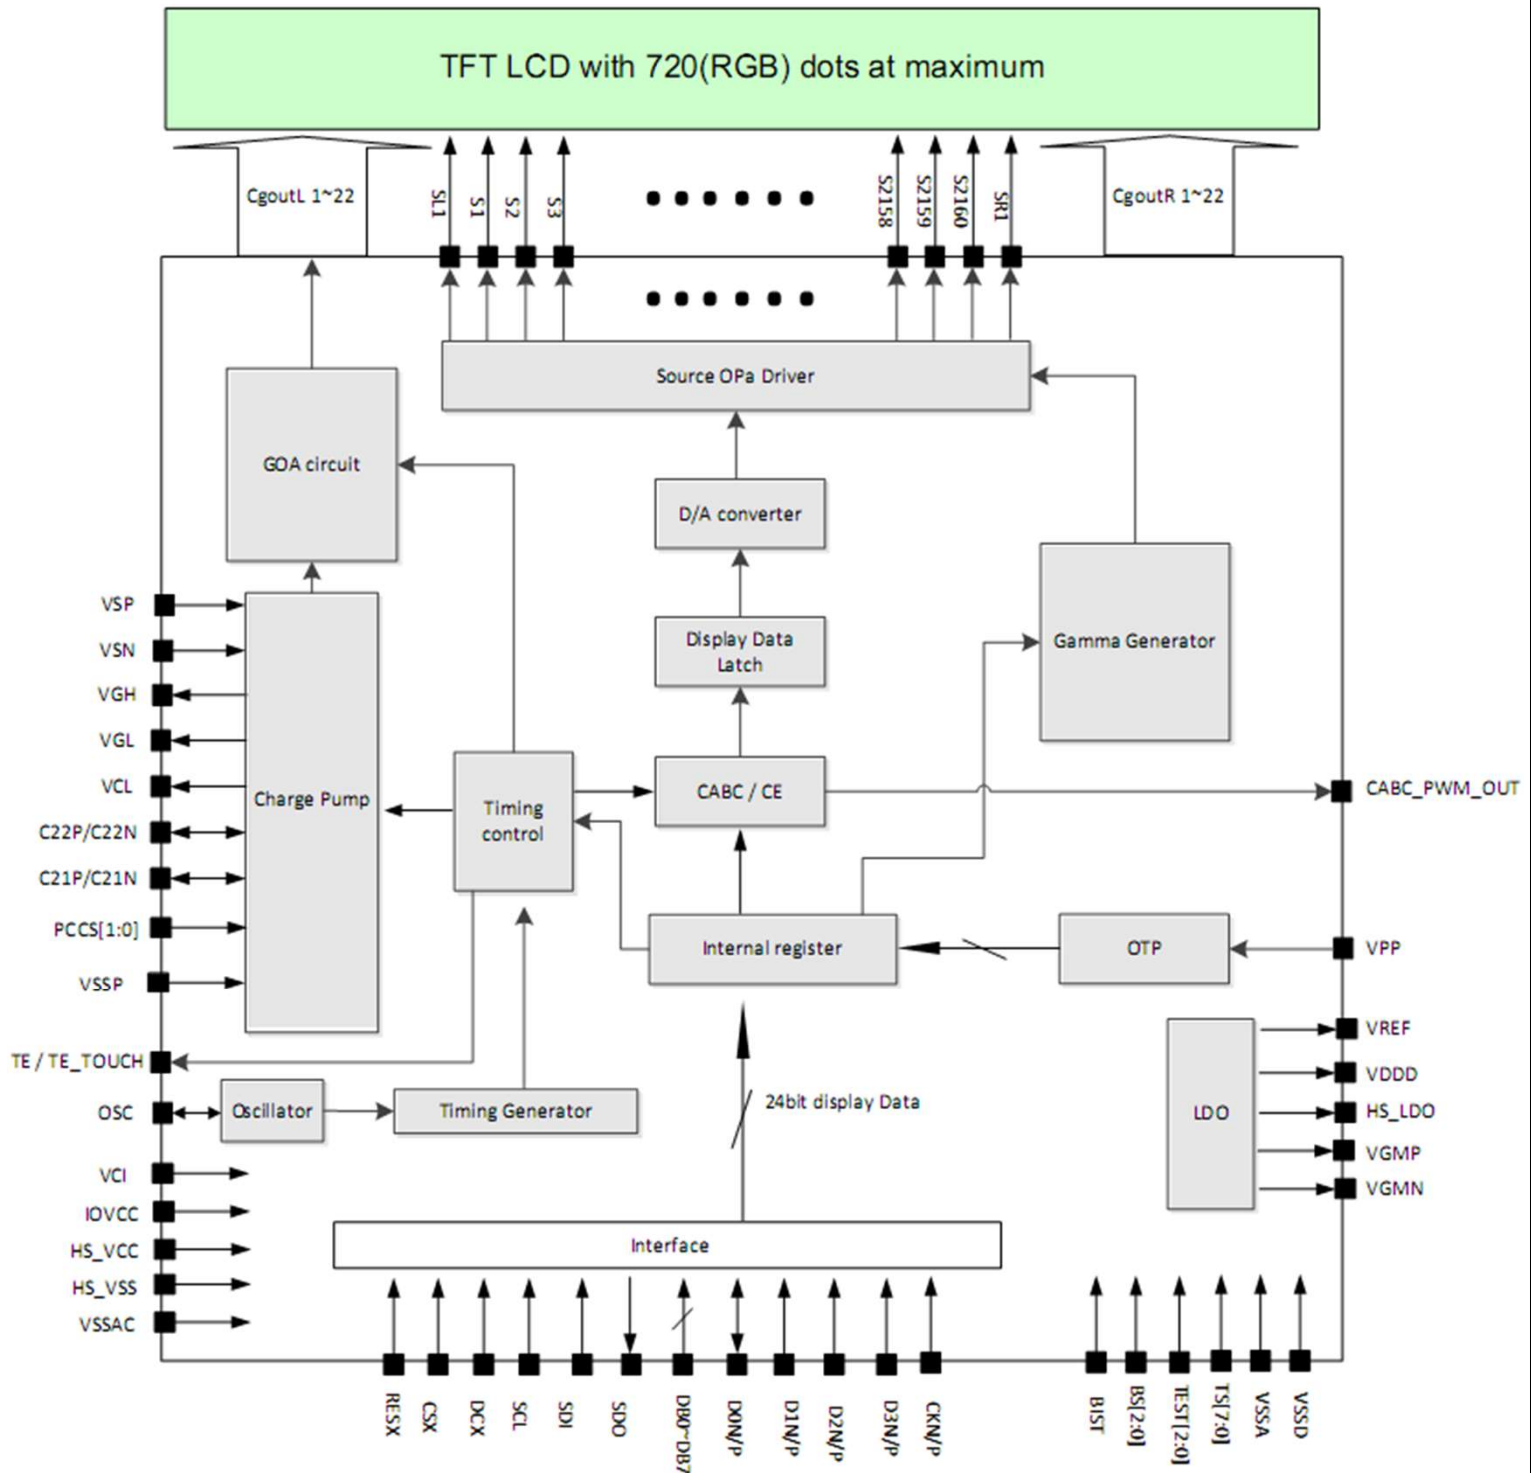 TFT LCD with 720(RGB) dots at maximum
CgoutL 1~22
SL1
S1
S2
S3
S2158
S2159
S2160
SR1
CgoutR 1~22
Source OPa Driver
GOA circuit
D/A converter
Display Data
Latch
Gamma Generator
VSP
VSN
VGH
VGL
VCL
C22P/C22N
C21P/C21N
PCCS[1:0]
VSSP
Charge Pump
Timing
control
CABC / CE
CABC_PWM_OUT
Internal register
OTP
VPP
TE / TE_TOUCH
OSC
Oscillator
Timing Generator
24bit display Data
LDO
VREF
VDDD
HS_LDO
VGMP
VGMN
VCI
IOVCC
HS_VCC
HS_VSS
VSSAC
Interface
RESX
CSX
DCX
SCL
SDI
SDO
DB0~DB7
D0N/P
D1N/P
D2N/P
D3N/P
CKN/P
BIST
BS[2:0]
TEST[2:0]
TS[7:0]
VSSA
VSSD